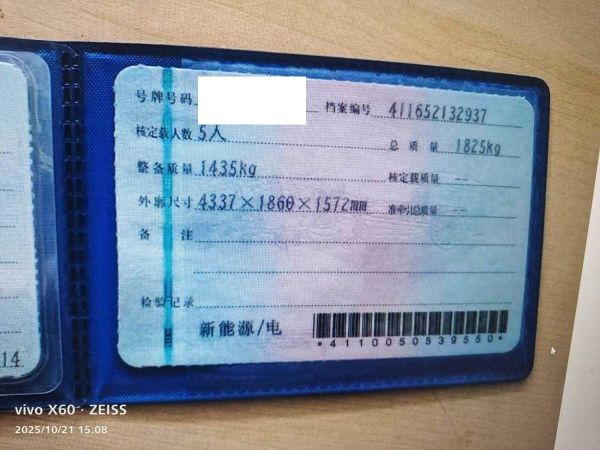 号牌号码 档案编号 411652132937
核定载人数 5人 总质量 1825kg
整备质量 1435kg 核定载质量 --
外廓尺寸 4337×1860×1572mm 准牵引总质量 --
备注
检验记录
新能源/电
*4110050539550*
14.
vivo X60 · ZEISS
2025/10/21 15:08